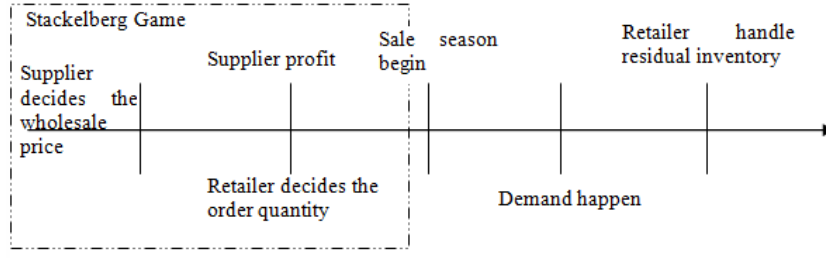 Stackelberg Game
Supplier
decides the
wholesale
price
Supplier profit
Retailer decides the
order quantity
Sale season
begin
Demand happen
Retailer handle
residual inventory